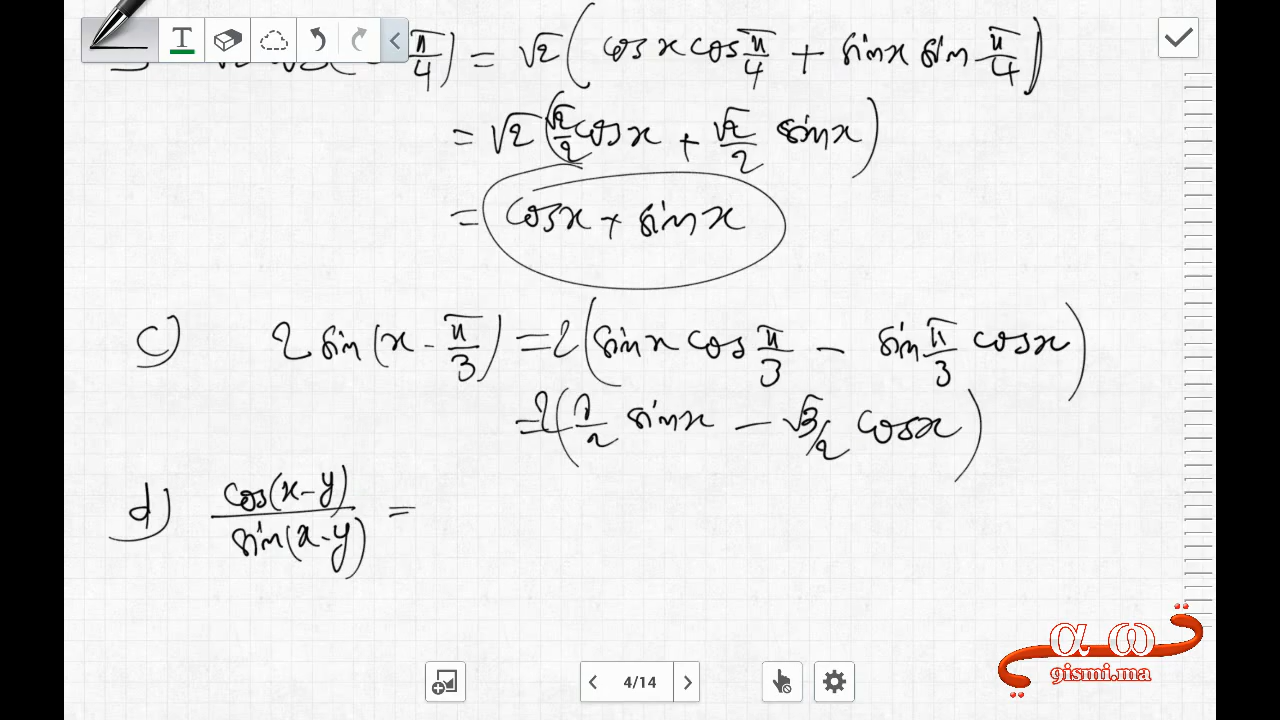 π/4) = √2 (cos x cos π/4 + sin x sin π/4)
= √2 (√2/2 cos x + √2/2 sin x)
= cos x + sin x
c) 2 sin (x - π/3) = 2 (sin x cos π/3 - sin π/3 cos x)
= 2 (1/2 sin x - √3/2 cos x)
d) cos(x-y) / sin(x-y) =
4/14
α ω
9ismi.ma